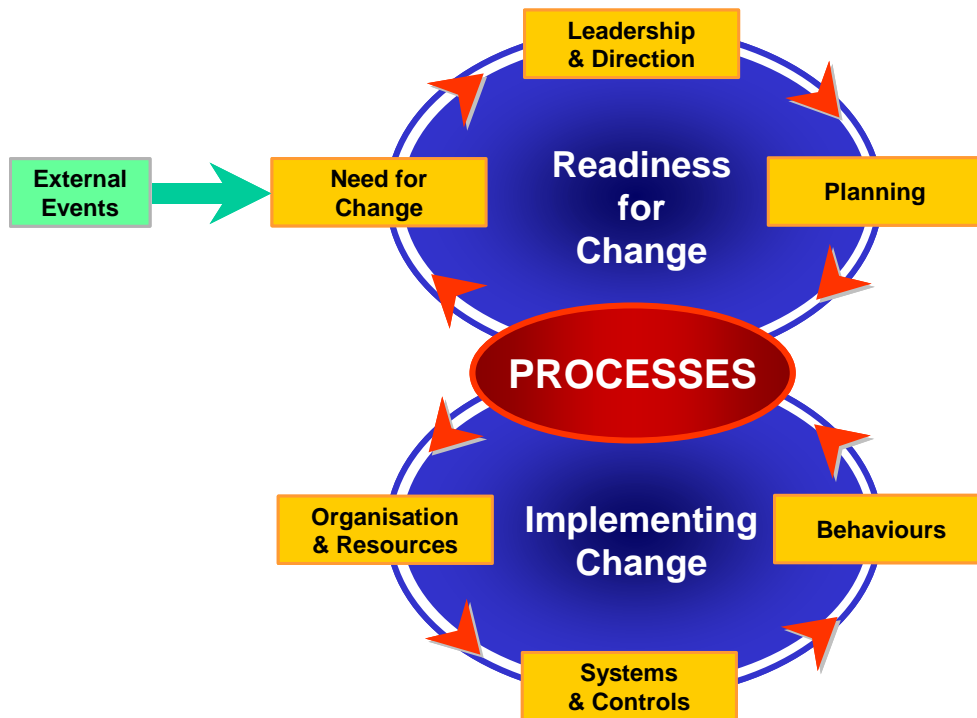 Leadership
& Direction
External
Events
Need for
Change
Readiness
for
Change
Planning
PROCESSES
Organisation
& Resources
Implementing
Change
Behaviours
Systems
& Controls